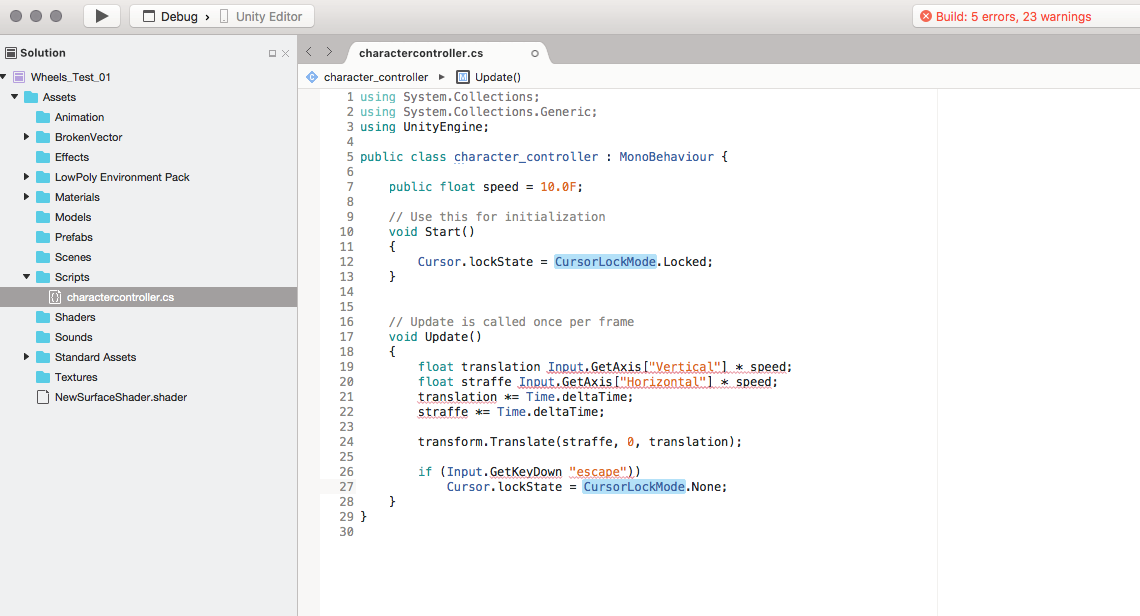 Debug › Unity Editor
Build: 5 errors, 23 warnings
Solution
Wheels_Test_01
Assets
Animation
BrokenVector
Effects
LowPoly Environment Pack
Materials
Models
Prefabs
Scenes
Scripts
charactercontroller.cs
Shaders
Sounds
Standard Assets
Textures
NewSurfaceShader.shader
charactercontroller.cs
character_controller ▶ Update()
1 using System.Collections;
2 using System.Collections.Generic;
3 using UnityEngine;
4
5 public class character_controller : MonoBehaviour {
6
7     public float speed = 10.0F;
8
9     // Use this for initialization
10     void Start()
11     {
12         Cursor.lockState = CursorLockMode.Locked;
13     }
14
15
16     // Update is called once per frame
17     void Update()
18     {
19         float translation Input.GetAxis["Vertical"] * speed;
20         float straffe Input.GetAxis["Horizontal"] * speed;
21         translation *= Time.deltaTime;
22         straffe *= Time.deltaTime;
23
24         transform.Translate(straffe, 0, translation);
25
26         if (Input.GetKeyDown "escape"))
27             Cursor.lockState = CursorLockMode.None;
28     }
29 }
30